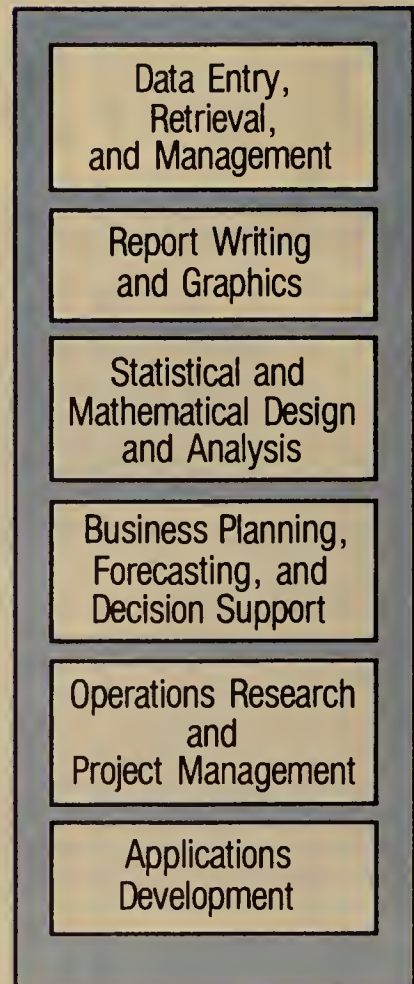 Data Entry,
Retrieval,
and Management
Report Writing
and Graphics
Statistical and
Mathematical Design
and Analysis
Business Planning,
Forecasting, and
Decision Support
Operations Research
and
Project Management
Applications
Development